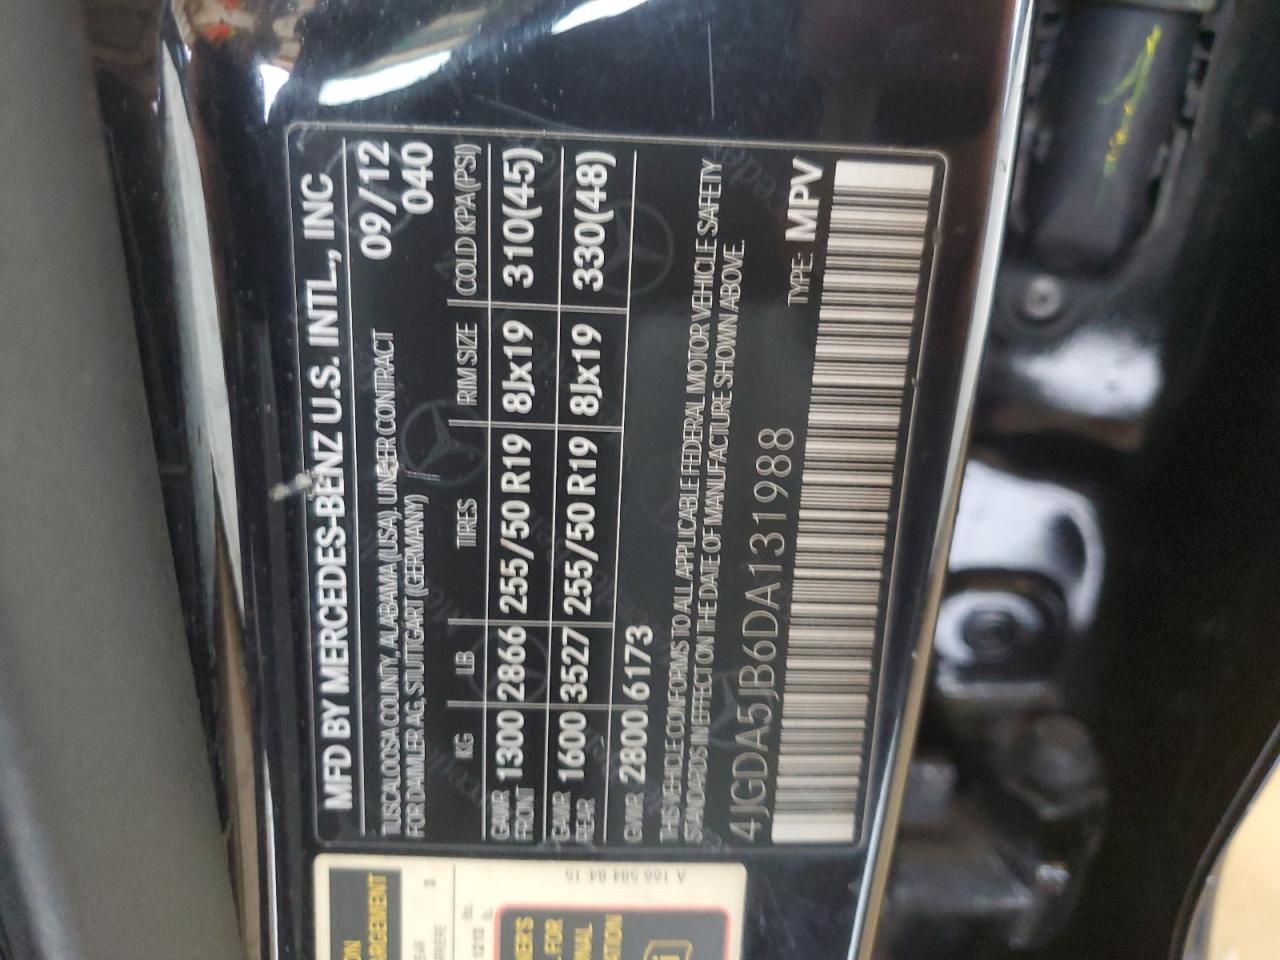 MFD BY MERCEDES-BENZ U.S. INTL., INC
TUSCALOOSA COUNTY, ALABAMA (USA). UNDER CONTRACT 09/12
FOR DAIMLER AG, STUTTGART (GERMANY) 040
KG LB TIRES RIM SIZE COLD KPA(PSI)
GAWR FRONT 1300 2866 255/50 R19 8Jx19 310(45)
GAWR REAR 1600 3527 255/50 R19 8Jx19 330(48)
GVWR 2800 6173
THIS VEHICLE CONFORMS TO ALL APPLICABLE FEDERAL MOTOR VEHICLE SAFETY
STANDARDS IN EFFECT ON THE DATE OF MANUFACTURE SHOWN ABOVE.
4JGDA5JB6DA131988 TYPE: MPV
A 166 584 84 15